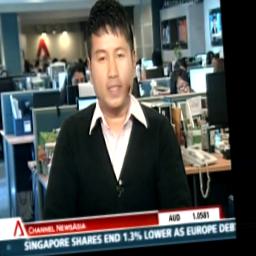 CHANNEL NEWSASIA
AUD 1.0581
SINGAPORE SHARES END 1.3% LOWER AS EUROPE DEBT